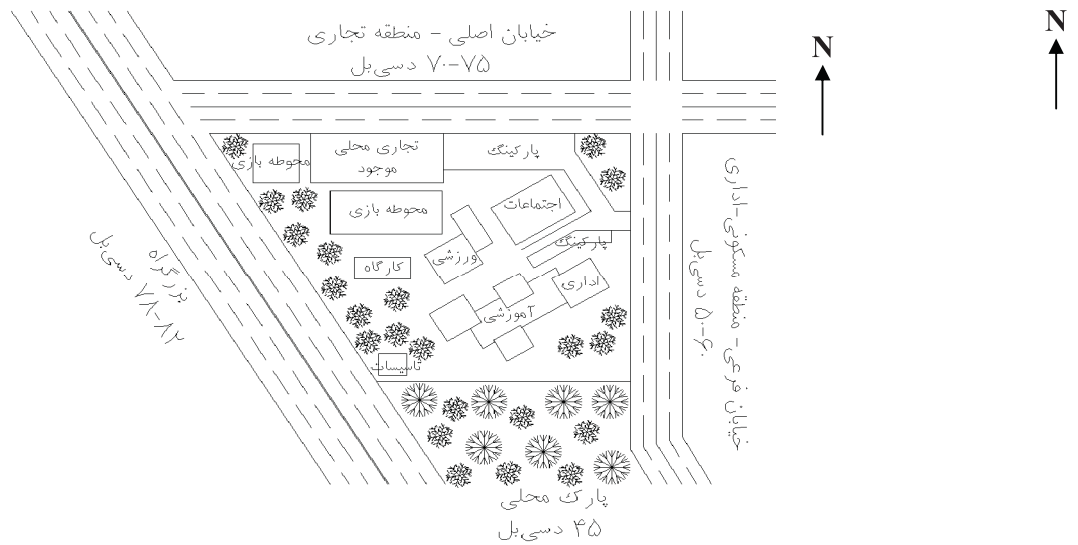 خیابان اصلی - منطقه تجاری
۷۰-۷۵ دسی‌بل
N
N
تجاری محلی
موجود
پارکینگ
محوطه بازی
محوطه بازی
اجتماعات
پارکینگ
ورزشی
کارگاه
اداری
آموزشی
تاسیسات
بزرگراه
۷۸-۸۲ دسی‌بل
خیابان فرعی - منطقه مسکونی-اداری
۵۰-۶۰ دسی‌بل
پارک محلی
۴۵ دسی‌بل